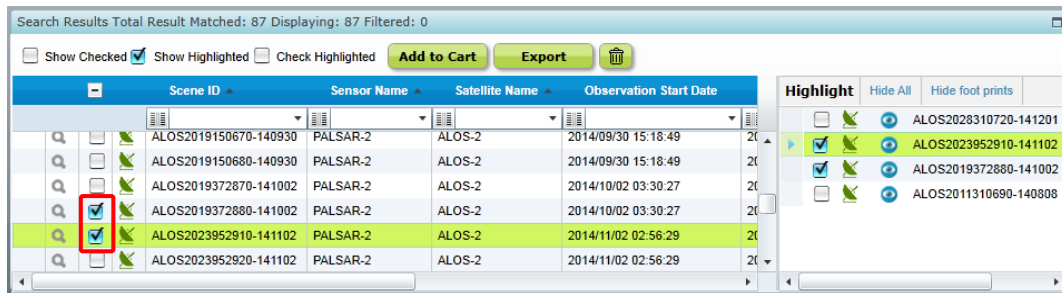 Search Results Total Result Matched: 87 Displaying: 87 Filtered: 0
Show Checked Show Highlighted Check Highlighted Add to Cart Export
Scene ID Sensor Name Satellite Name Observation Start Date
ALOS2019150670-140930 PALSAR-2 ALOS-2 2014/09/30 15:18:49
ALOS2019150680-140930 PALSAR-2 ALOS-2 2014/09/30 15:18:49
ALOS2019372870-141002 PALSAR-2 ALOS-2 2014/10/02 03:30:27
ALOS2019372880-141002 PALSAR-2 ALOS-2 2014/10/02 03:30:27
ALOS2023952910-141102 PALSAR-2 ALOS-2 2014/11/02 02:56:29
ALOS2023952920-141102 PALSAR-2 ALOS-2 2014/11/02 02:56:29
Highlight Hide All Hide foot prints
ALOS2028310720-141201
ALOS2023952910-141102
ALOS2019372880-141002
ALOS2011310690-140808